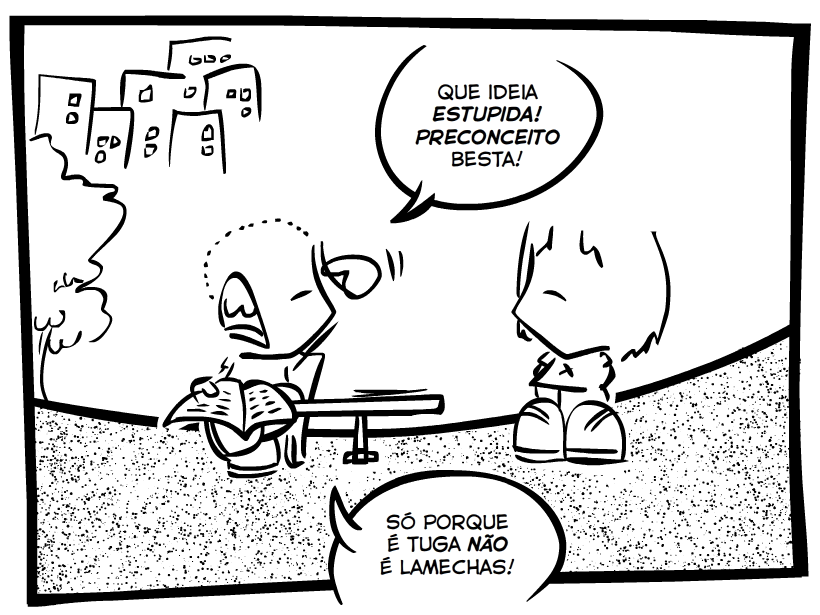 QUE IDEIA
ESTUPIDA!
PRECONCEITO
BESTA!
SÓ PORQUE
É TUGA NÃO
É LAMECHAS!